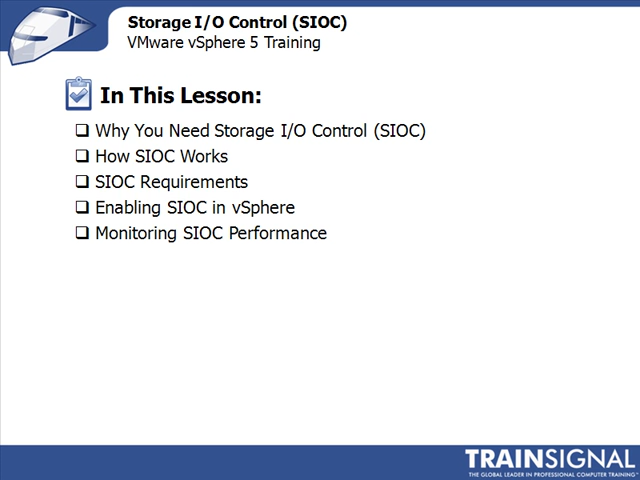 Storage I/O Control (SIOC)
VMware vSphere 5 Training
In This Lesson:
Why You Need Storage I/O Control (SIOC)
How SIOC Works
SIOC Requirements
Enabling SIOC in vSphere
Monitoring SIOC Performance
TRAINSIGNAL
THE GLOBAL LEADER IN PROFESSIONAL COMPUTER TRAINING